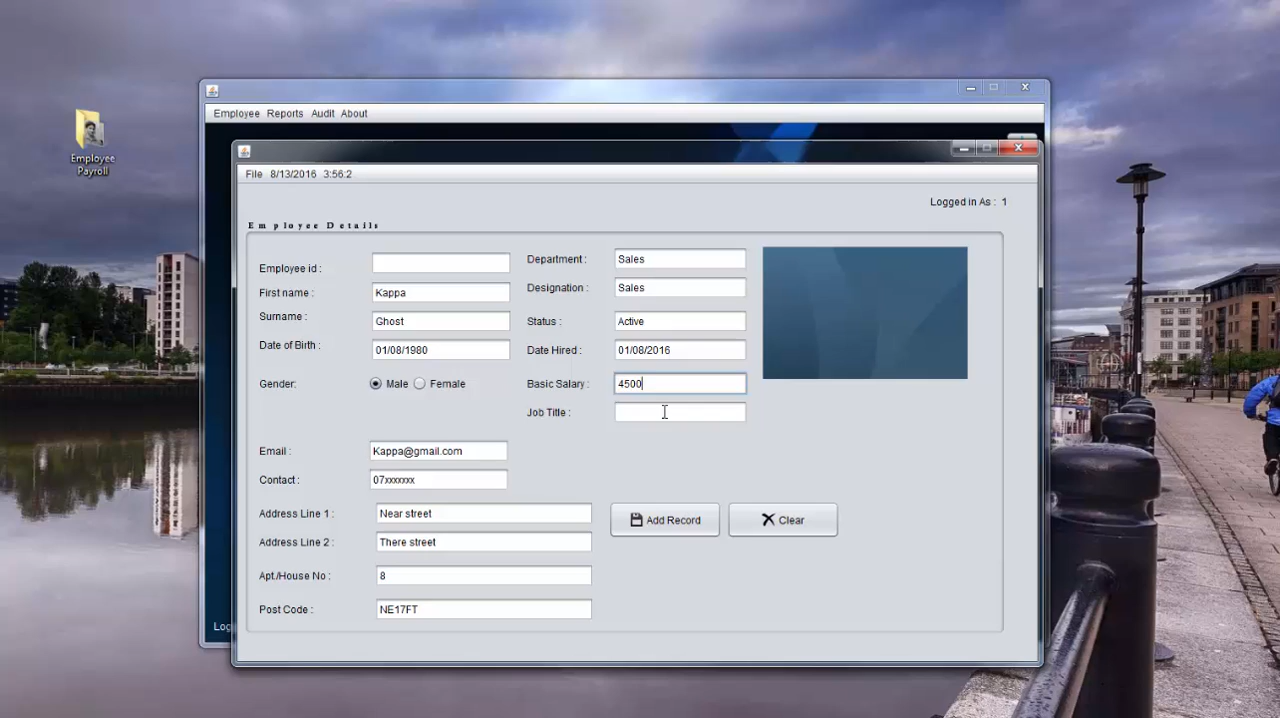 Employee Payroll
Employee Reports Audit About
File 8/13/2016 3:56:2
Logged in As : 1
Employee Details
Employee id :
First name : Kappa
Surname : Ghost
Date of Birth : 01/08/1980
Gender: Male Female
Department : Sales
Designation : Sales
Status : Active
Date Hired : 01/08/2016
Basic Salary : 4500
Job Title :
Email : Kappa@gmail.com
Contact : 07xxxxxx
Address Line 1 : Near street
Address Line 2 : There street
Apt./House No : 8
Post Code : NE17FT
Add Record Clear